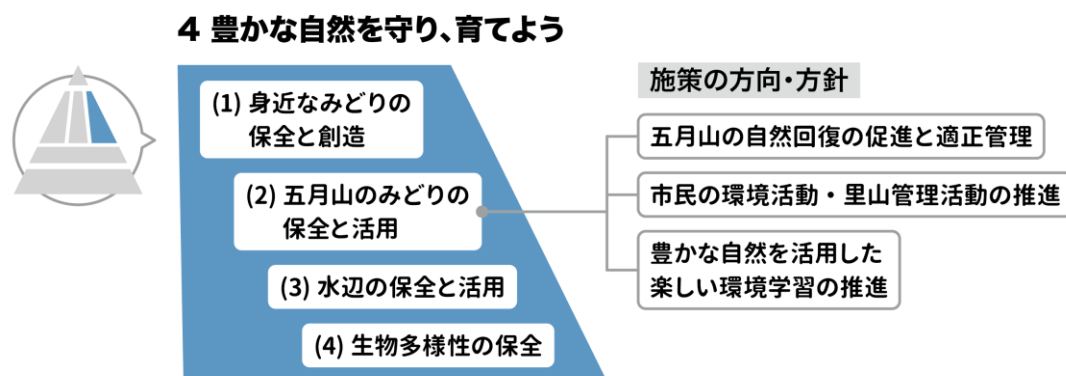 4 豊かな自然を守り、育てよう
(1) 身近なみどりの
保全と創造
(2) 五月山のみどりの
保全と活用
(3) 水辺の保全と活用
(4) 生物多様性の保全
施策の方向・方針
五月山の自然回復の促進と適正管理
市民の環境活動・里山管理活動の推進
豊かな自然を活用した
楽しい環境学習の推進